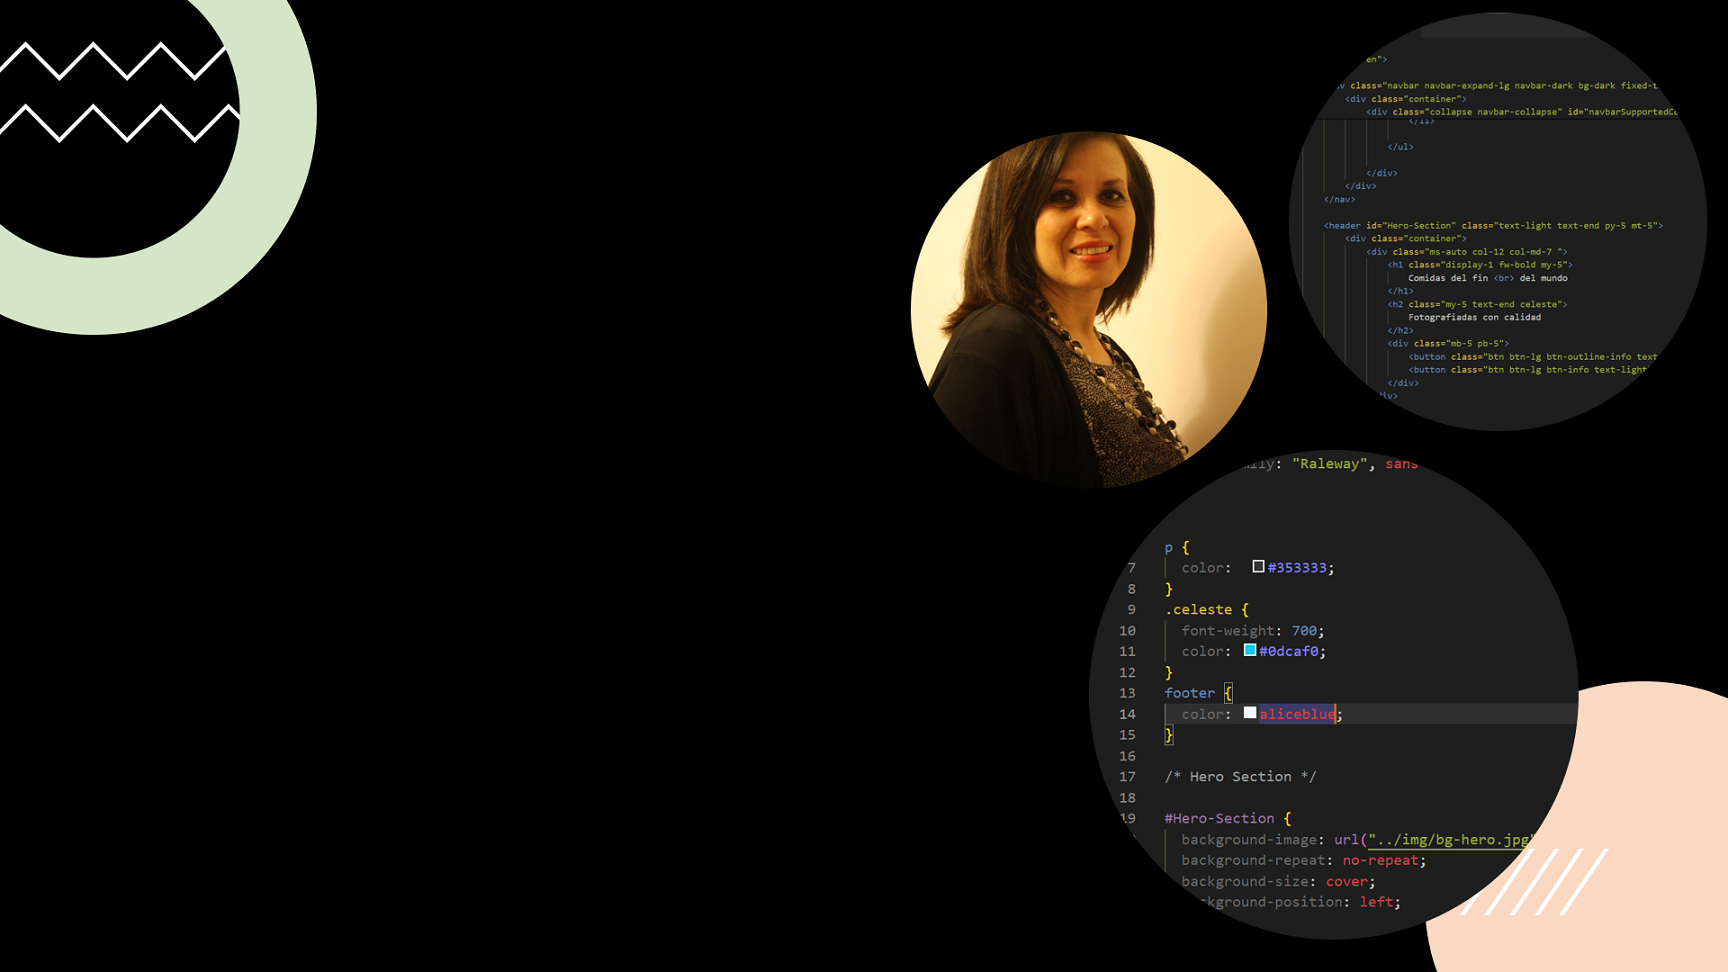 en">
class="navbar navbar-expand-lg navbar-dark bg-dark fixed-t
<div class="container">
<div class="collapse navbar-collapse" id="navbarSupportedCo
</li>
</ul>
</div>
</div>
</nav>
<header id="Hero-Section" class="text-light text-end py-5 mt-5">
<div class="container">
<div class="ms-auto col-12 col-md-7 ">
<h1 class="display-1 fw-bold my-5">
Comidas del fin <br> del mundo
</h1>
<h2 class="my-5 text-end celeste">
Fotografiadas con calidad
</h2>
<div class="mb-5 pb-5">
<button class="btn btn-lg btn-outline-info text
<button class="btn btn-lg btn-info text-light
</div>
div>
mily: "Raleway", sans
p {
7 color: #353333;
8 }
9 .celeste {
10 font-weight: 700;
11 color: #0dcaf0;
12 }
13 footer {
14 color: aliceblue;
15 }
16
17 /* Hero Section */
18
19 #Hero-Section {
background-image: url("../img/bg-hero.jpg"
background-repeat: no-repeat;
background-size: cover;
ckground-position: left;